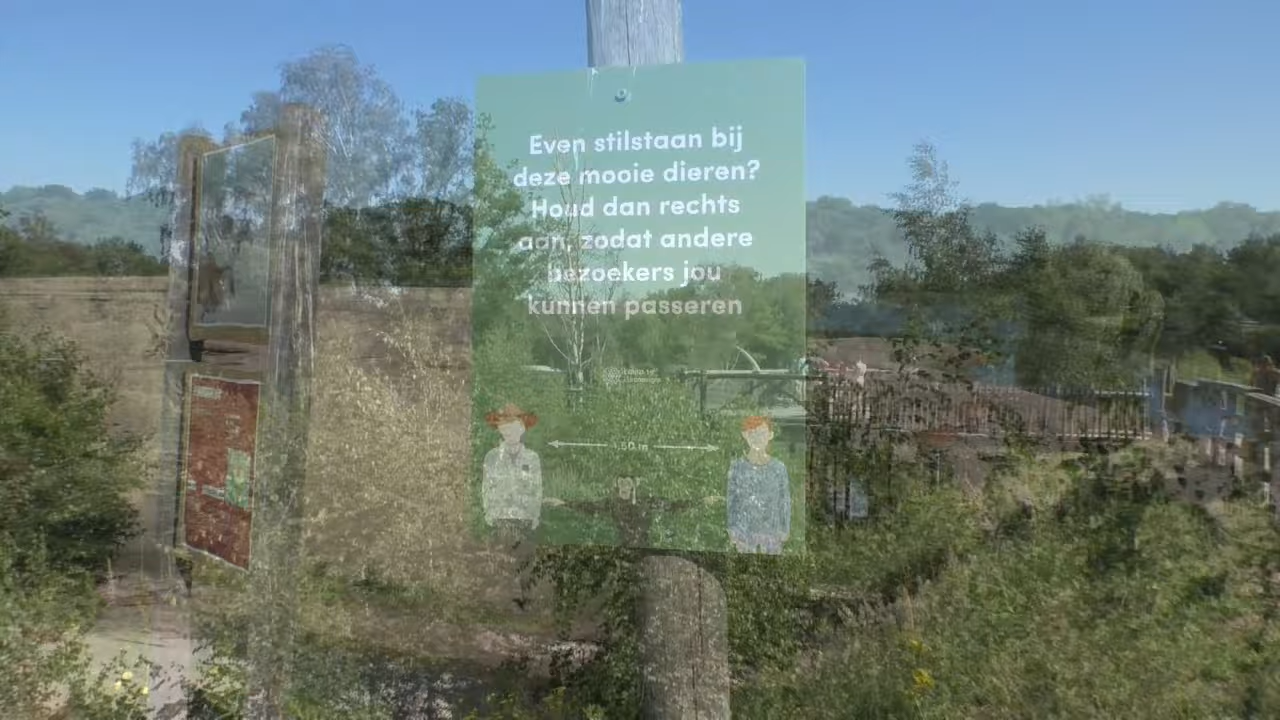 Even stilstaan bij
deze mooie dieren?
Houd dan rechts
aan, zodat andere
bezoekers jou
kunnen passeren
1.50 m